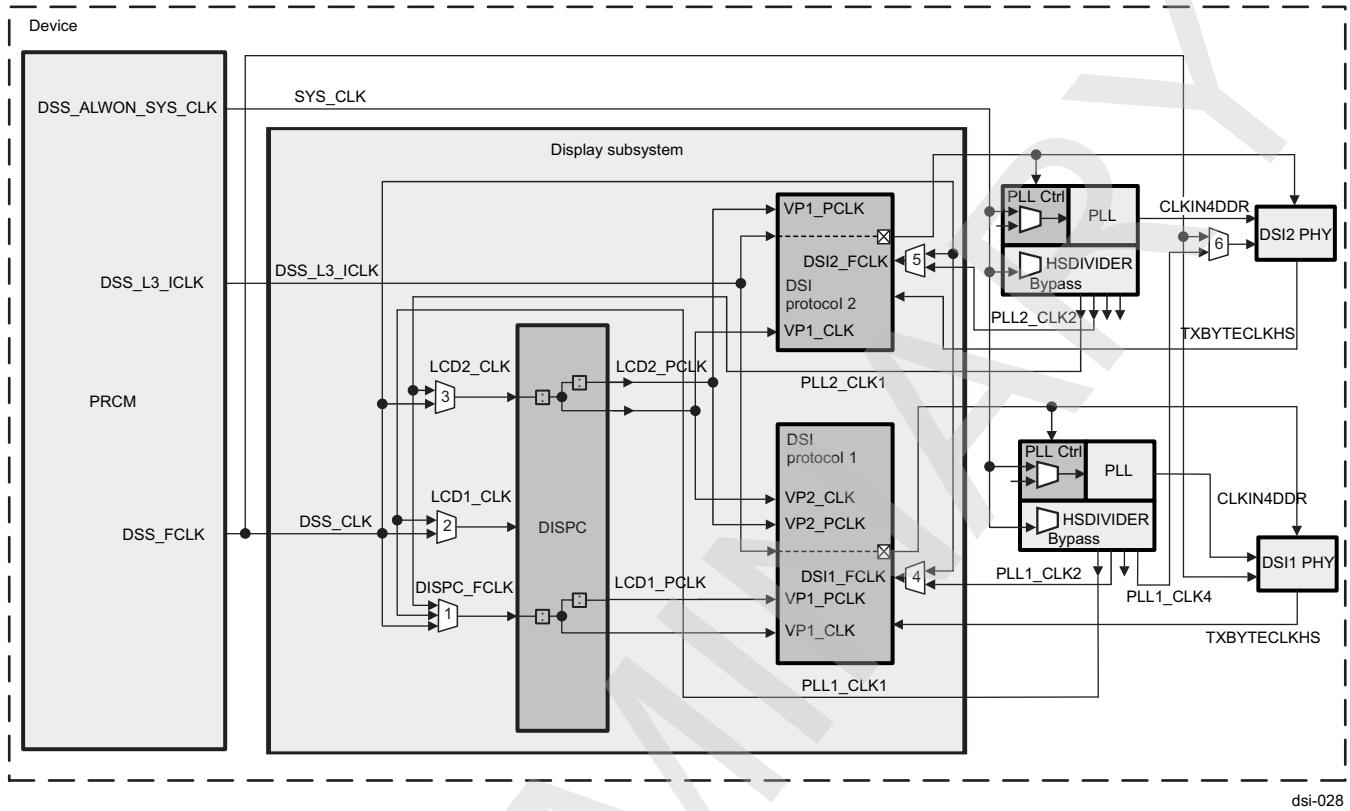 Device
DSS_ALWON_SYS_CLK
SYS_CLK
Display subsystem
VP1_PCLK
PLL Ctrl
PLL
CLKIN4DDR
DSI2 PHY
6
DSI2_FCLK
5
HSDIVIDER
Bypass
DSS_L3_ICLK
DSS_L3_ICLK
DSI
protocol 2
VP1_CLK
PLL2_CLK2
TXBYTECLKHS
LCD2_CLK
LCD2_PCLK
PLL2_CLK1
3
PRCM
DSI
protocol 1
PLL Ctrl
PLL
LCD1_CLK
VP2_CLK
CLKIN4DDR
DSS_FCLK
DSS_CLK
2
DISPC
VP2_PCLK
HSDIVIDER
Bypass
DSI1 PHY
DISPC_FCLK
LCD1_PCLK
DSI1_FCLK
4
PLL1_CLK2
PLL1_CLK4
1
VP1_PCLK
VP1_CLK
TXBYTECLKHS
PLL1_CLK1
dsi-028